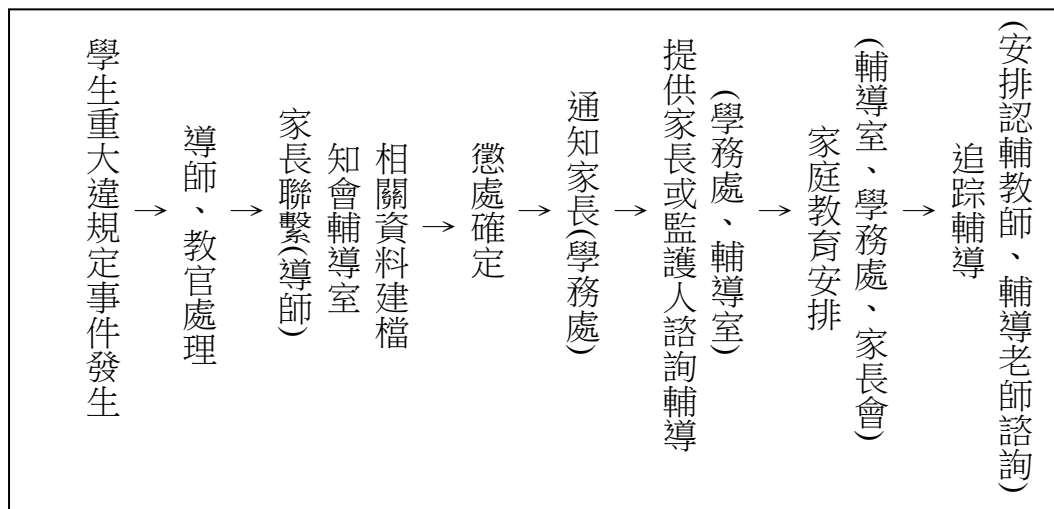 學生重大違規定事件發生
→
導師、教官處理
→
家長聯繫(導師)
知會輔導室
相關資料建檔
→
懲處確定
→
通知家長(學務處)
→
提供家長或監護人諮詢輔導
(學務處、輔導室)
→
家庭教育安排
(輔導室、學務處、家長會)
→
追踪輔導
(安排認輔教師、輔導老師諮詢)